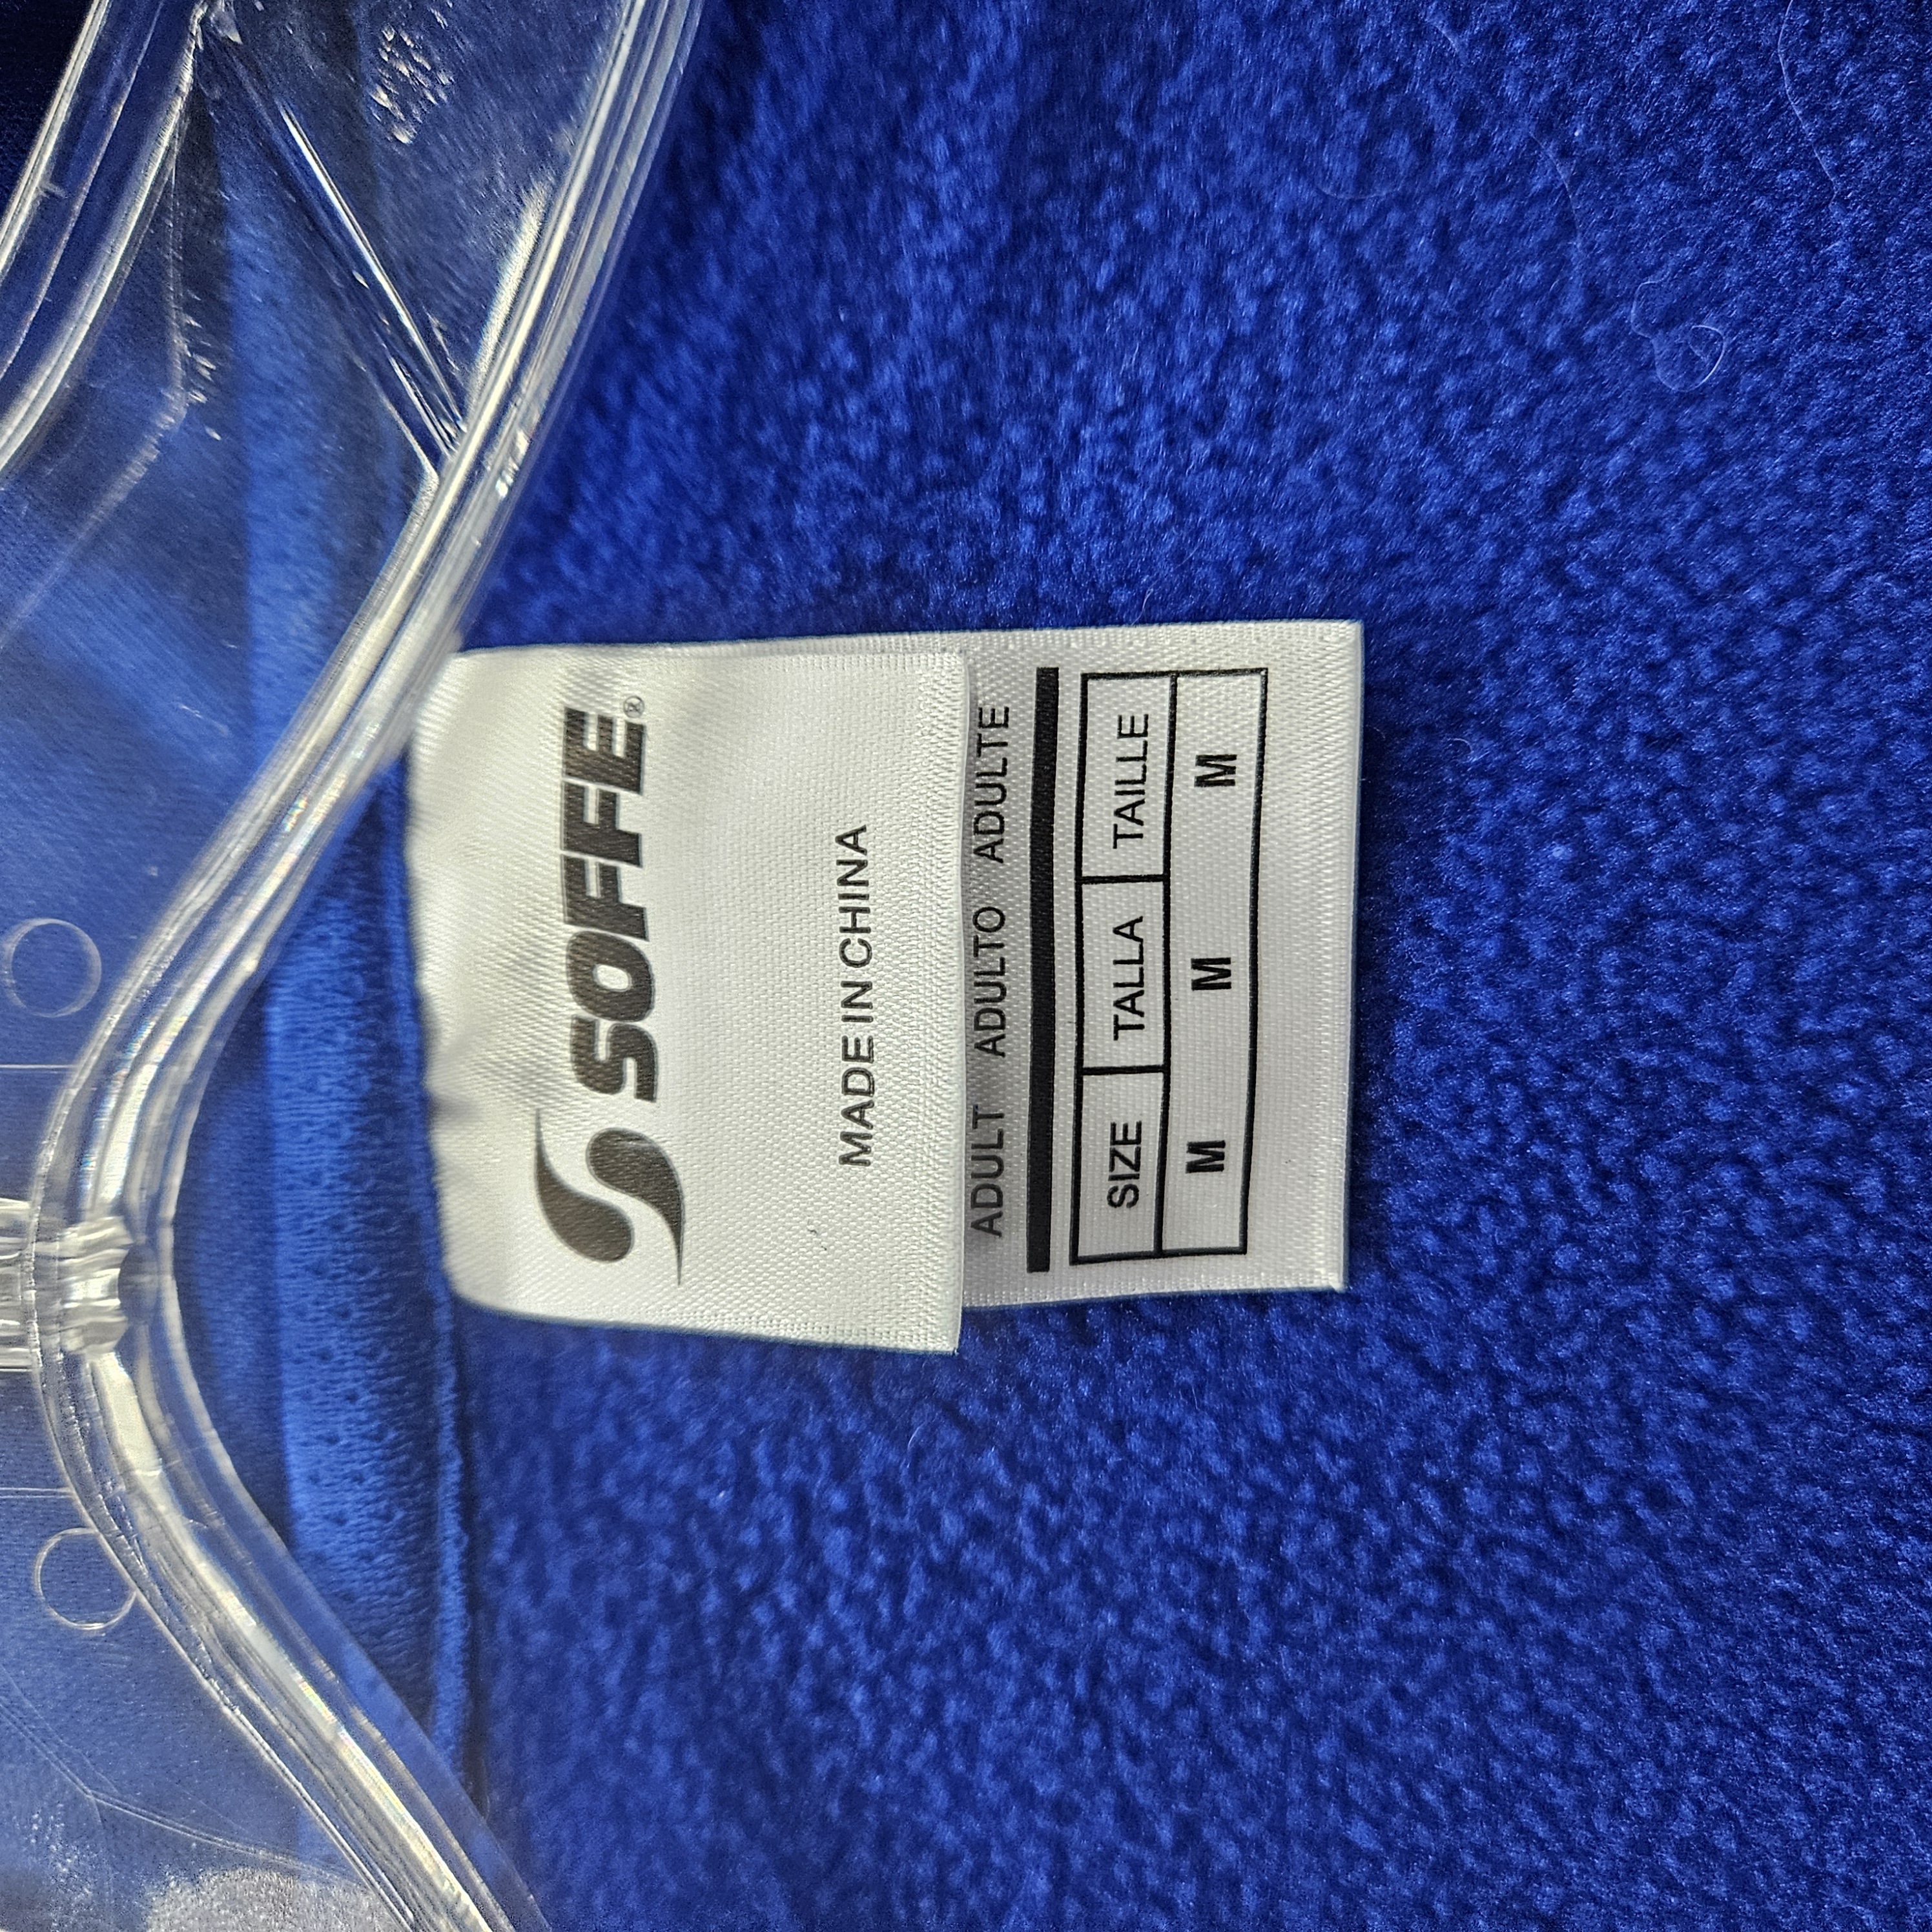 SOFFE®
MADE IN CHINA
ADULT ADULTO ADULTE
SIZE TALLA TAILLE
M M M